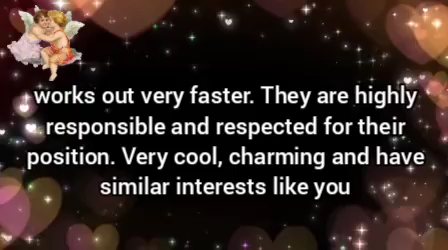 works out very faster. They are highly
responsible and respected for their
position. Very cool, charming and have
similar interests like you